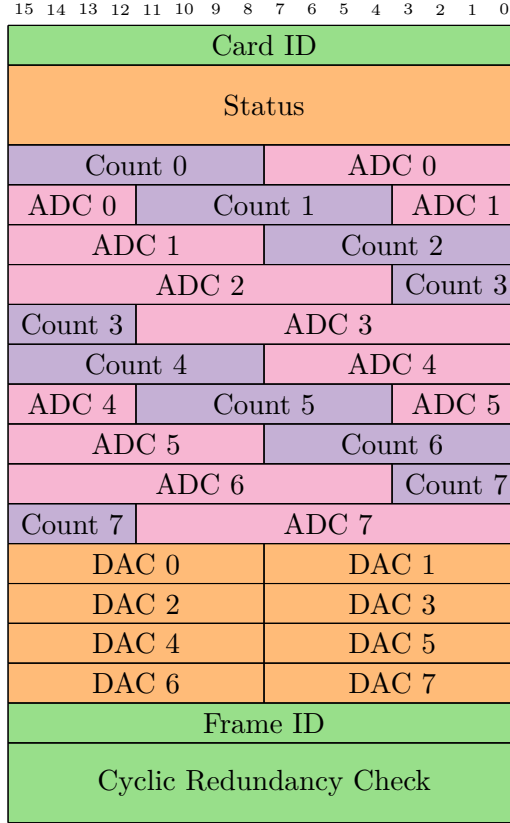 15 14 13 12 11 10 9 8 7 6 5 4 3 2 1 0
Card ID
Status
Count 0 ADC 0
ADC 0 Count 1 ADC 1
ADC 1 Count 2
ADC 2 Count 3
Count 3 ADC 3
Count 4 ADC 4
ADC 4 Count 5 ADC 5
ADC 5 Count 6
ADC 6 Count 7
Count 7 ADC 7
DAC 0 DAC 1
DAC 2 DAC 3
DAC 4 DAC 5
DAC 6 DAC 7
Frame ID
Cyclic Redundancy Check